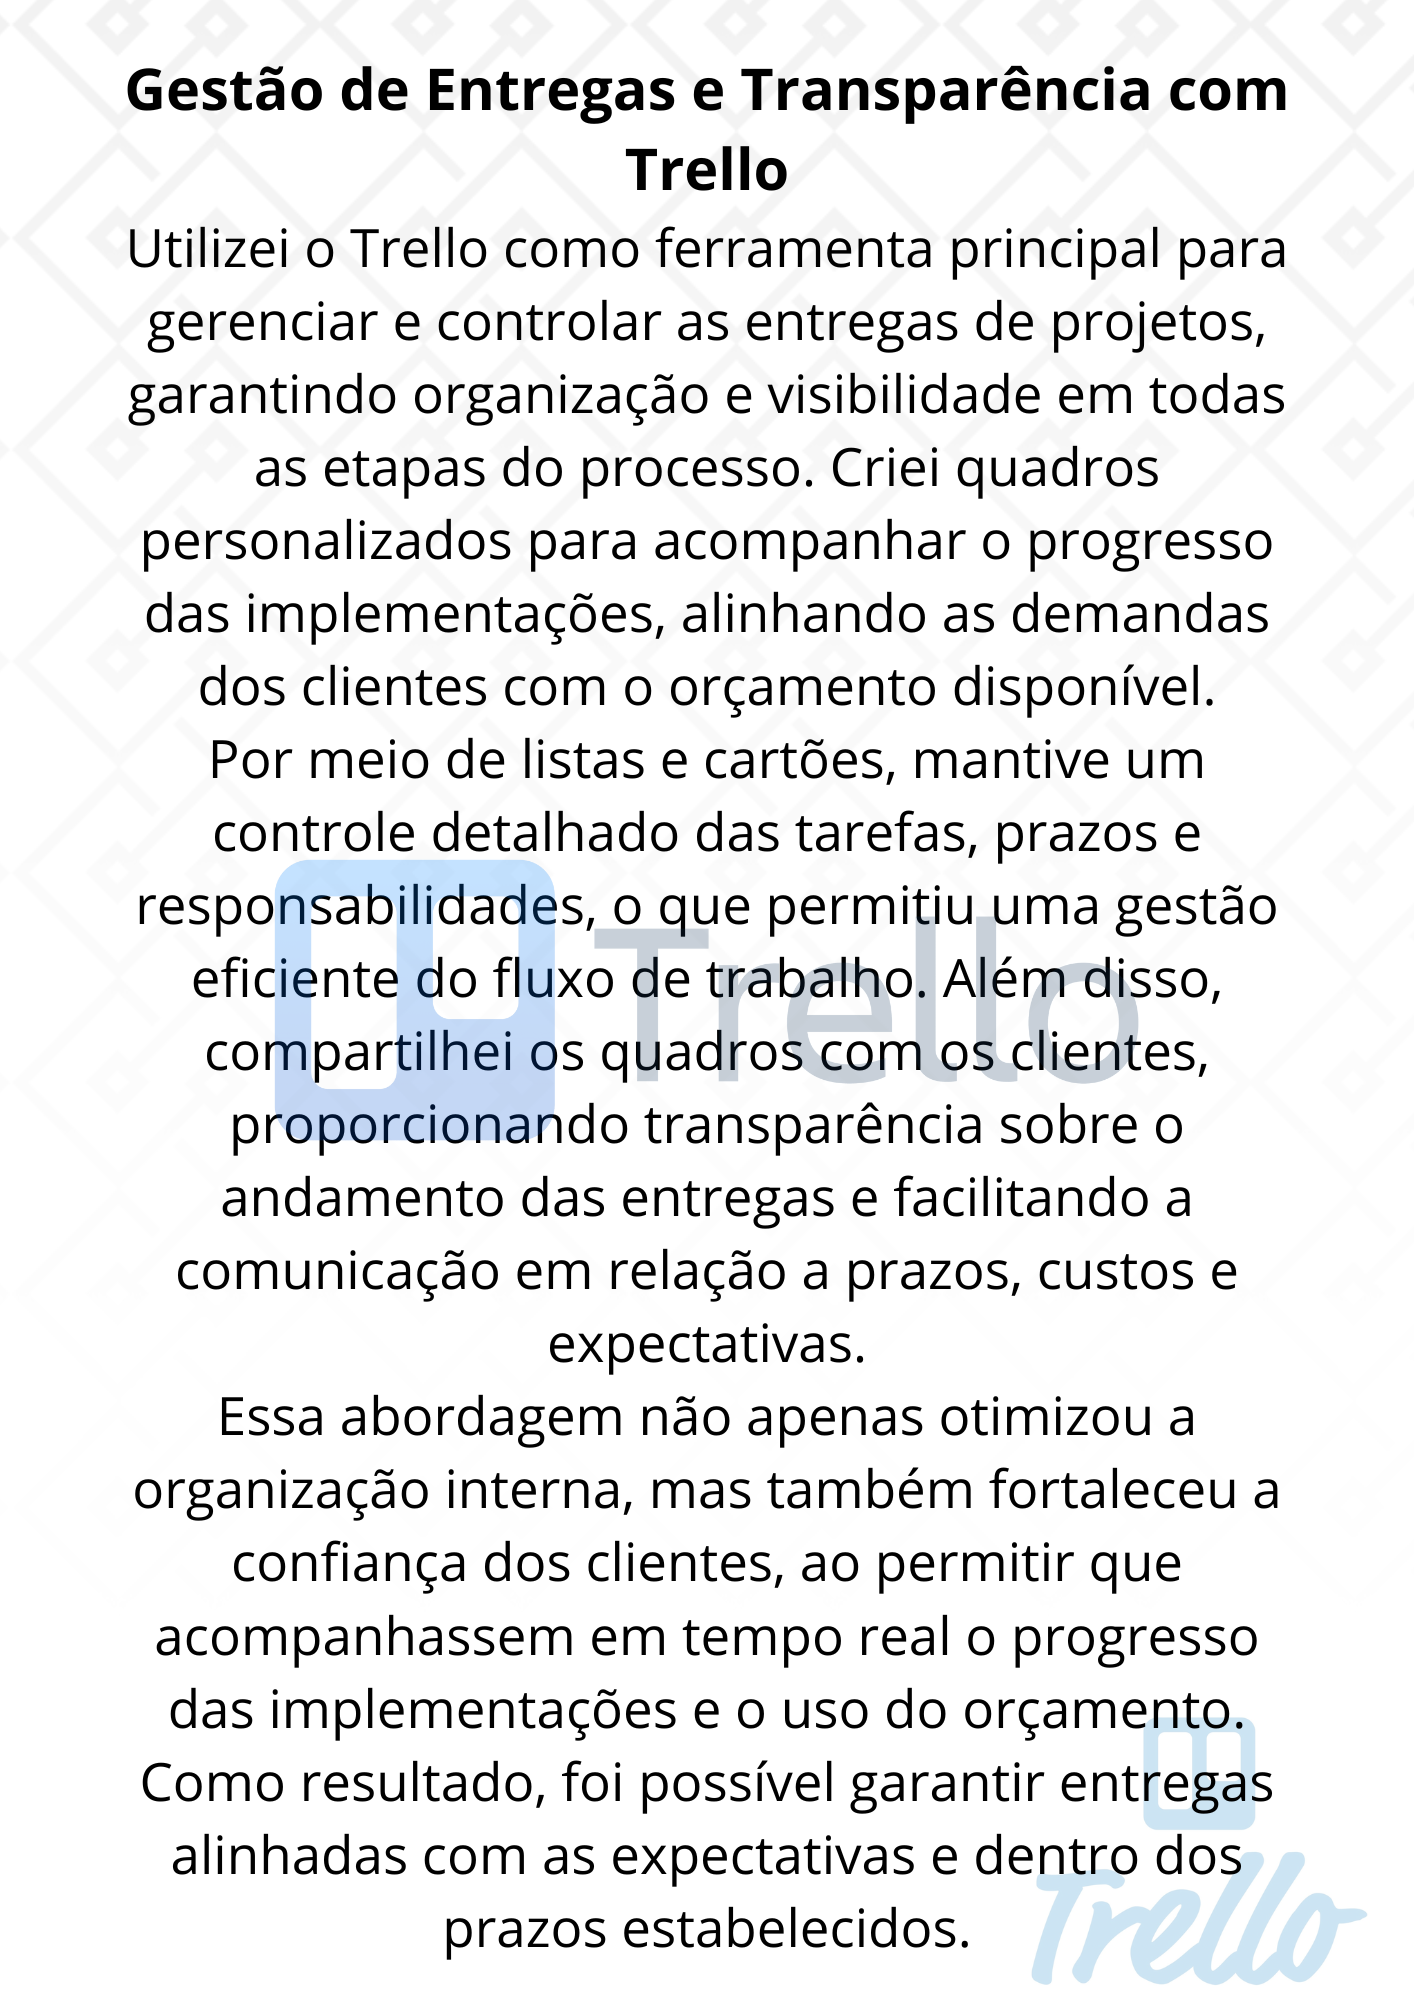 Gestão de Entregas e Transparência com
Trello
Utilizei o Trello como ferramenta principal para
gerenciar e controlar as entregas de projetos,
garantindo organização e visibilidade em todas
as etapas do processo. Criei quadros
personalizados para acompanhar o progresso
das implementações, alinhando as demandas
dos clientes com o orçamento disponível.
Por meio de listas e cartões, mantive um
controle detalhado das tarefas, prazos e
responsabilidades, o que permitiu uma gestão
eficiente do fluxo de trabalho. Além disso,
compartilhei os quadros com os clientes,
proporcionando transparência sobre o
andamento das entregas e facilitando a
comunicação em relação a prazos, custos e
expectativas.
Essa abordagem não apenas otimizou a
organização interna, mas também fortaleceu a
confiança dos clientes, ao permitir que
acompanhassem em tempo real o progresso
das implementações e o uso do orçamento.
Como resultado, foi possível garantir entregas
alinhadas com as expectativas e dentro dos
prazos estabelecidos.
Trello
Trello